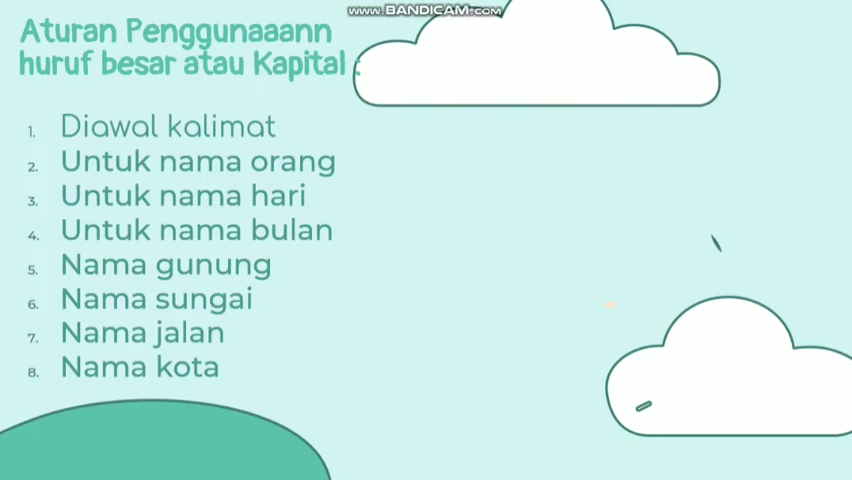 www.BANDICAM.com
Aturan Penggunaaann
huruf besar atau Kapital :
1. Diawal kalimat
2. Untuk nama orang
3. Untuk nama hari
4. Untuk nama bulan
5. Nama gunung
6. Nama sungai
7. Nama jalan
8. Nama kota